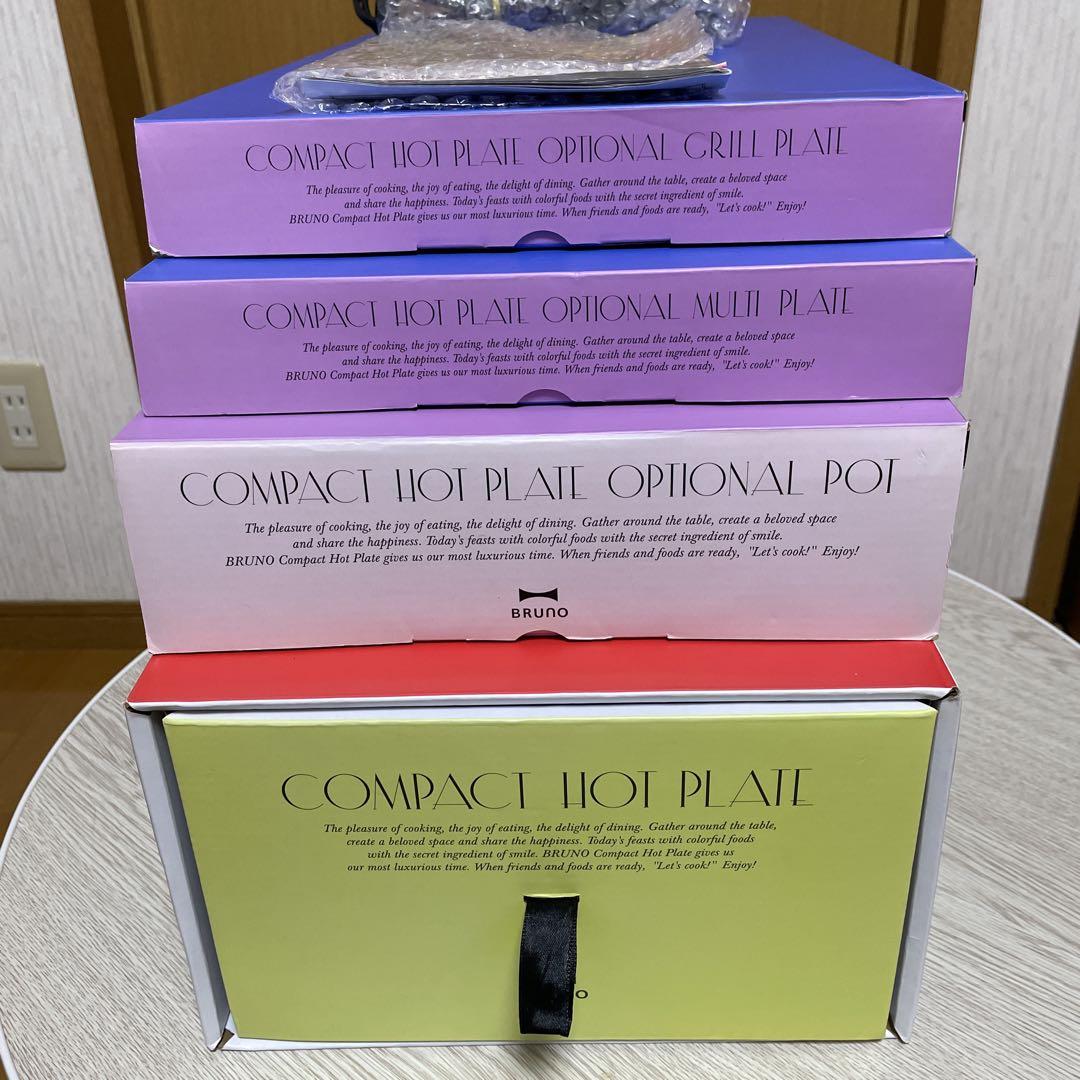 COMPACT HOT PLATE OPTIONAL GRILL PLATE
The pleasure of cooking, the joy of eating, the delight of dining. Gather around the table, create a beloved space
and share the happiness. Today's feasts with colorful foods with the secret ingredient of smile.
BRUNO Compact Hot Plate gives us our most luxurious time. When friends and foods are ready, "Let's cook!" Enjoy!
COMPACT HOT PLATE OPTIONAL MULTI PLATE
The pleasure of cooking, the joy of eating, the delight of dining. Gather around the table, create a beloved space
and share the happiness. Today's feasts with colorful foods with the secret ingredient of smile.
BRUNO Compact Hot Plate gives us our most luxurious time. When friends and foods are ready, "Let's cook!" Enjoy!
COMPACT HOT PLATE OPTIONAL POT
The pleasure of cooking, the joy of eating, the delight of dining. Gather around the table, create a beloved space
and share the happiness. Today's feasts with colorful foods with the secret ingredient of smile.
BRUNO Compact Hot Plate gives us our most luxurious time. When friends and foods are ready, "Let's cook!" Enjoy!
BRUNO
COMPACT HOT PLATE
The pleasure of cooking, the joy of eating, the delight of dining. Gather around the table,
create a beloved space and share the happiness. Today's feasts with colorful foods
with the secret ingredient of smile. BRUNO Compact Hot Plate gives us
our most luxurious time. When friends and foods are ready, "Let's cook!" Enjoy!